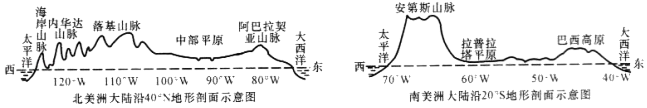 海岸山脉
内华达山脉
落基山脉
阿巴拉契亚山脉
太平洋
中部平原
大西洋
西
东
120°W
100°W
80°W
北美洲大陆沿40°N地形剖面示意图
安第斯山脉
太平洋
拉普拉塔平原
巴西高原
大西洋
西
东
70°W
60°W
50°W
40°W
南美洲大陆沿20°S地形剖面示意图